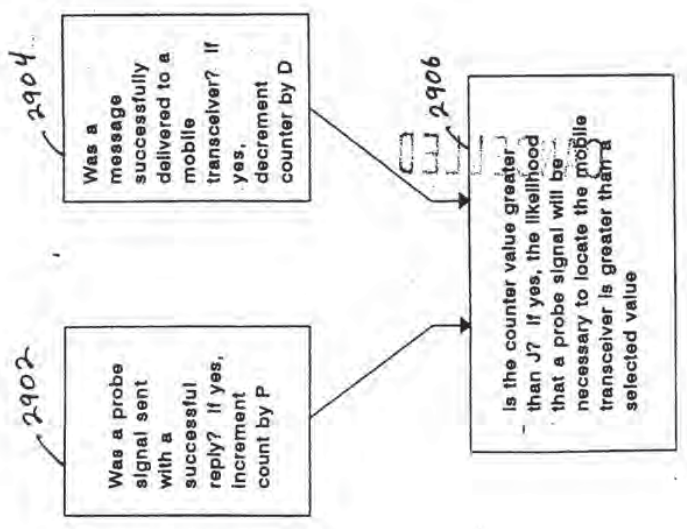 2902
Was a probe
signal sent
with a
successful
reply? If yes,
increment
count by P
2904
Was a
message
successfully
delivered to a
mobile
transceiver? If
yes,
decrement
counter by D
2906
Is the counter value greater
than J? If yes, the likelihood
that a probe signal will be
necessary to locate the mobile
transceiver is greater than a
selected value